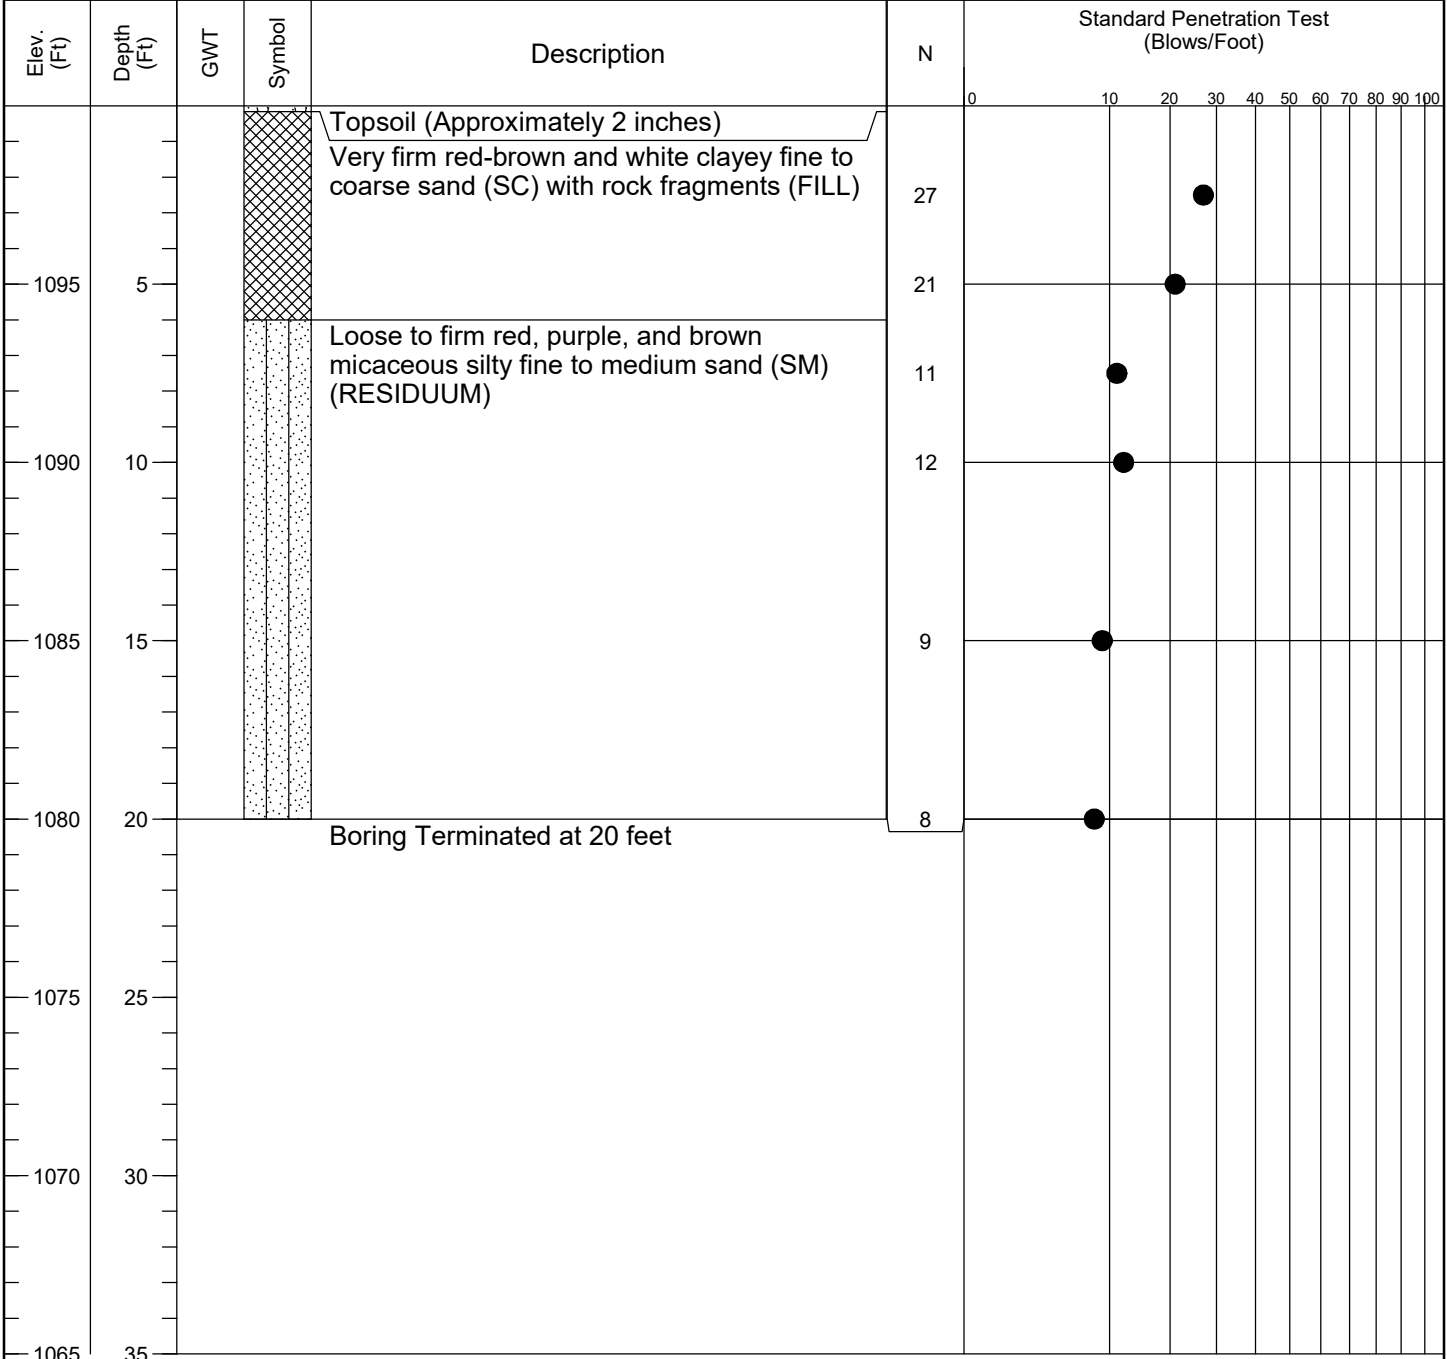 Elev.
(Ft)
Depth
(Ft)
GWT
Symbol
Description
N
Standard Penetration Test
(Blows/Foot)
0 10 20 30 40 50 60 70 80 90 100
Topsoil (Approximately 2 inches)
Very firm red-brown and white clayey fine to
coarse sand (SC) with rock fragments (FILL)
27
1095 5 21
Loose to firm red, purple, and brown
micaceous silty fine to medium sand (SM)
(RESIDUUM)
11
1090 10 12
1085 15 9
1080 20 8
Boring Terminated at 20 feet
1075 25
1070 30
1065 35